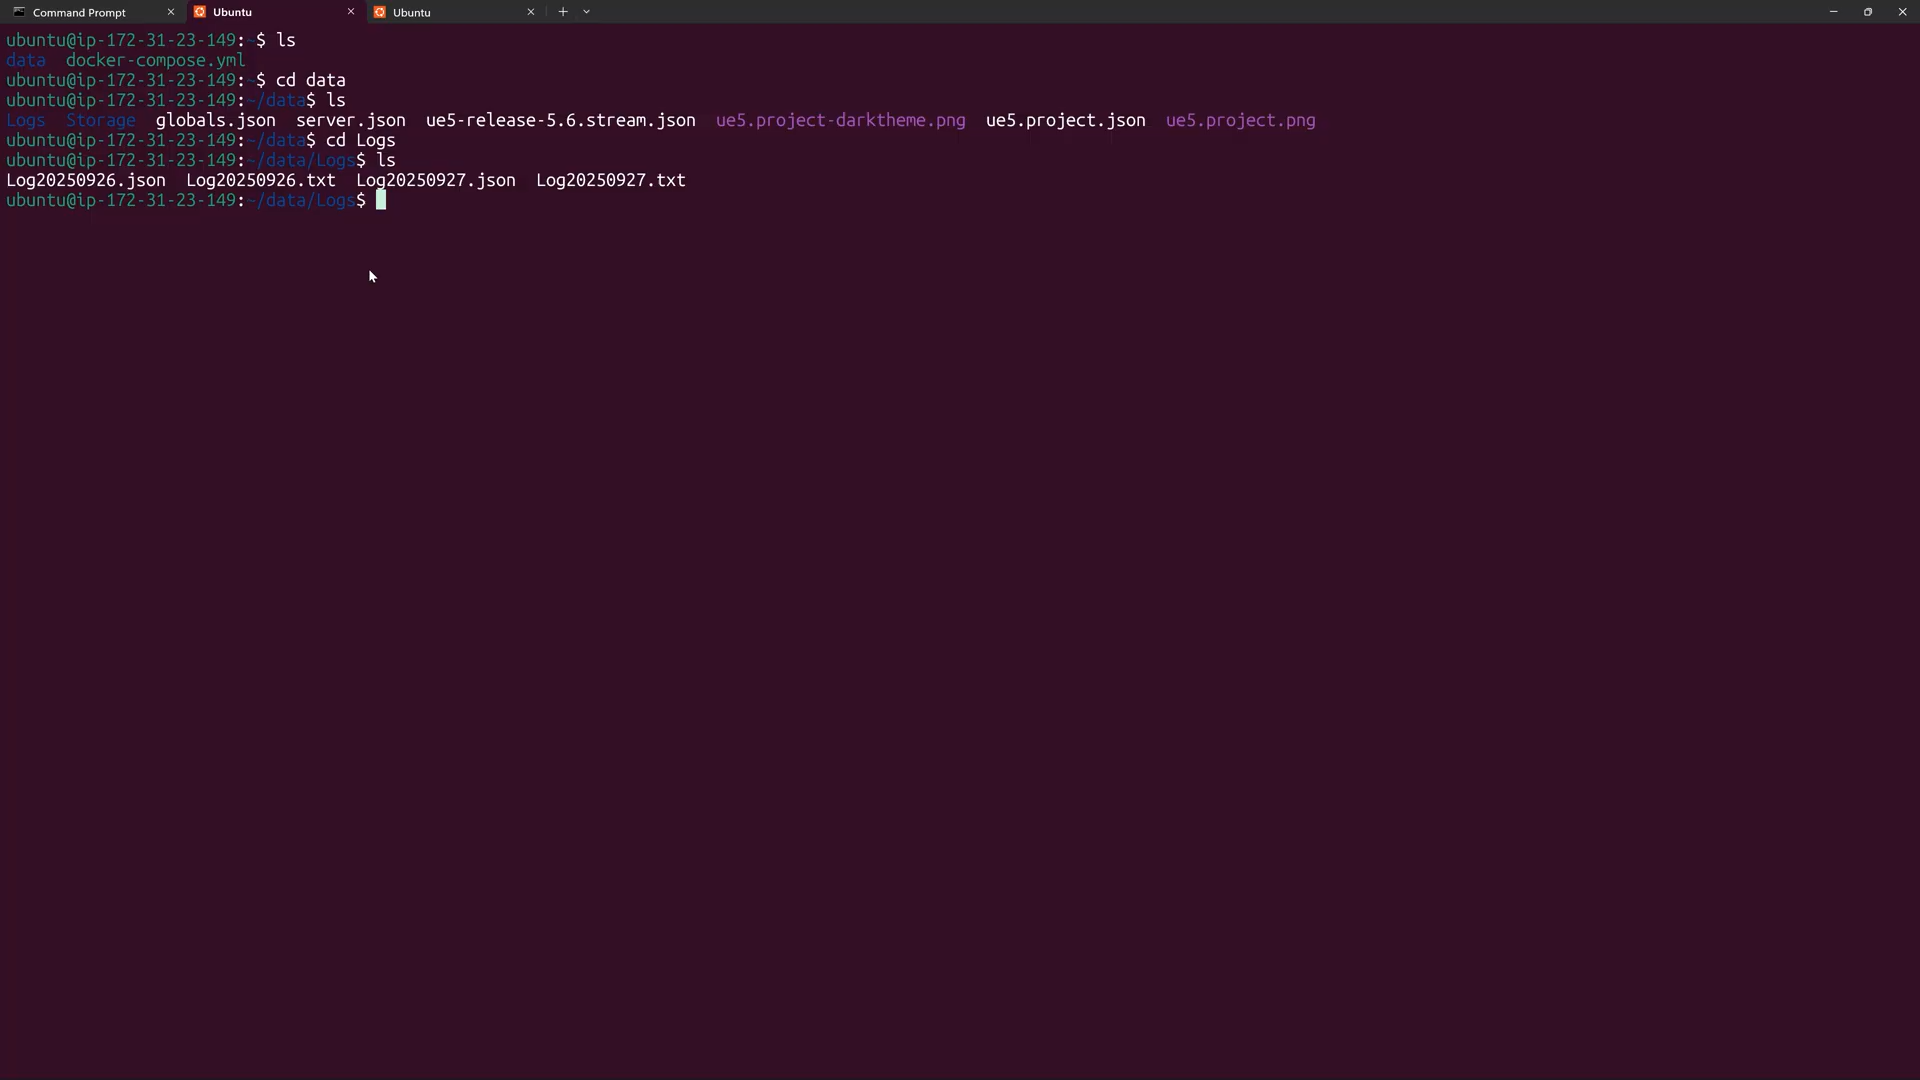 Command Prompt Ubuntu Ubuntu
ubuntu@ip-172-31-23-149:~$ ls
data  docker-compose.yml
ubuntu@ip-172-31-23-149:~$ cd data
ubuntu@ip-172-31-23-149:~/data$ ls
Logs  Storage  globals.json  server.json  ue5-release-5.6.stream.json  ue5.project-darktheme.png  ue5.project.json  ue5.project.png
ubuntu@ip-172-31-23-149:~/data$ cd Logs
ubuntu@ip-172-31-23-149:~/data/Logs$ ls
Log20250926.json  Log20250926.txt  Log20250927.json  Log20250927.txt
ubuntu@ip-172-31-23-149:~/data/Logs$